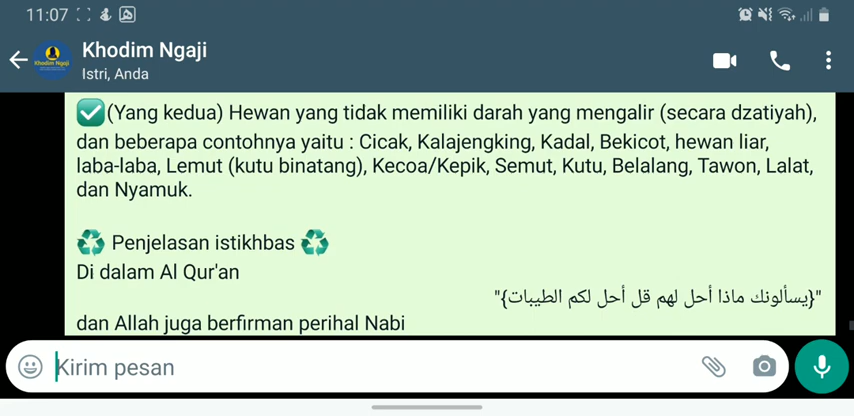 11:07
Khodim Ngaji
Istri, Anda
Khodim Ngaji
(Yang kedua) Hewan yang tidak memiliki darah yang mengalir (secara dzatiyah),
dan beberapa contohnya yaitu : Cicak, Kalajengking, Kadal, Bekicot, hewan liar,
laba-laba, Lemut (kutu binatang), Kecoa/Kepik, Semut, Kutu, Belalang, Tawon, Lalat,
dan Nyamuk.
Penjelasan istikhbas
Di dalam Al Qur'an
"{يسألونك ماذا أحل لهم قل أحل لكم الطيبات}"
dan Allah juga berfirman perihal Nabi
Kirim pesan